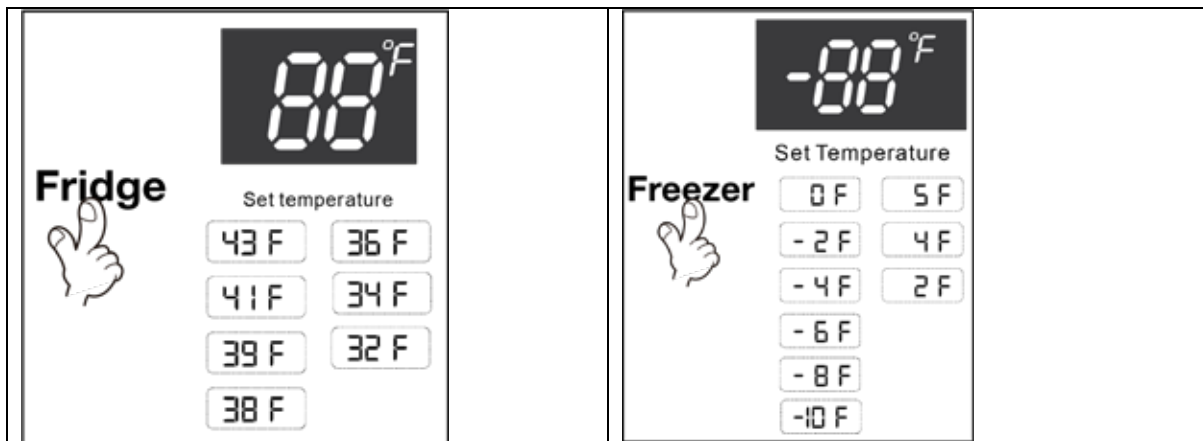 88°F
Fridge
Set temperature
43 F 36 F
41 F 34 F
39 F 32 F
38 F
-88°F
Set Temperature
Freezer
0 F 5 F
- 2 F 4 F
- 4 F 2 F
- 6 F
- 8 F
-10 F